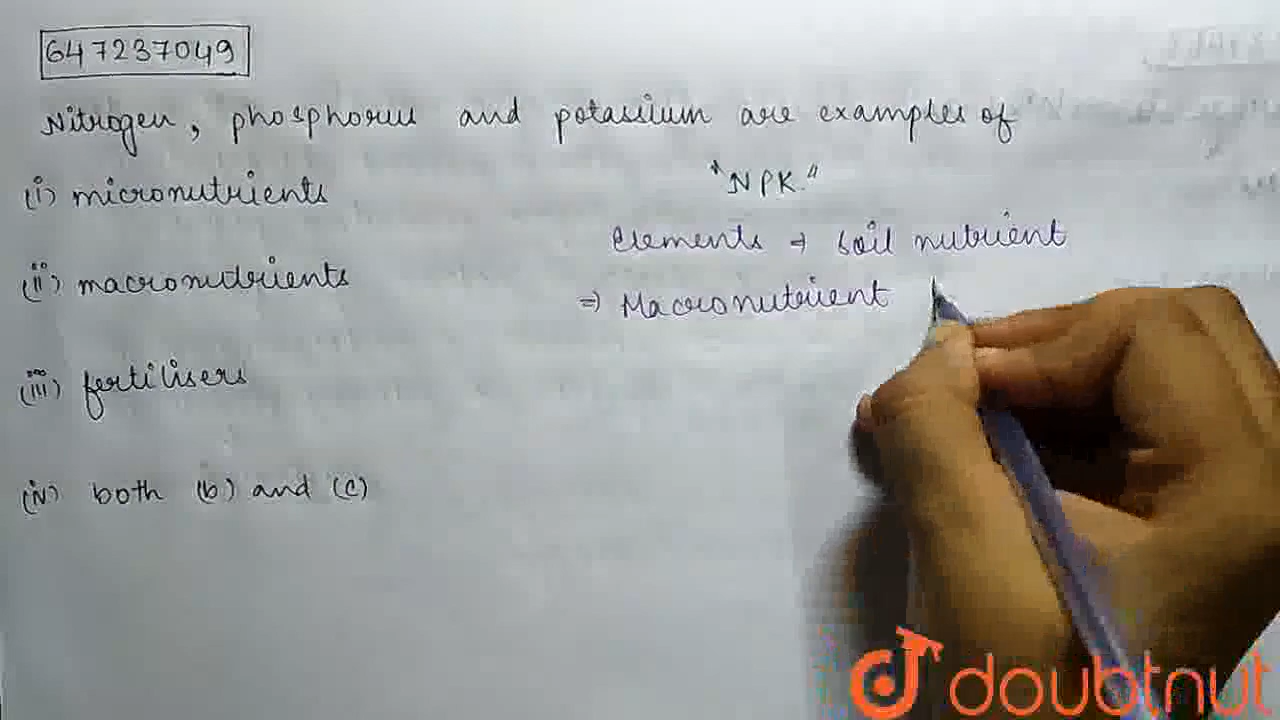 647237049
Nitrogen, phosphorus and potassium are examples of
(i) micronutrients
"NPK."
Elements → Soil nutrient
(ii) macronutrients
⇒ Macronutrient
(iii) fertilisers
(iv) both (b) and (c)
doubtnut